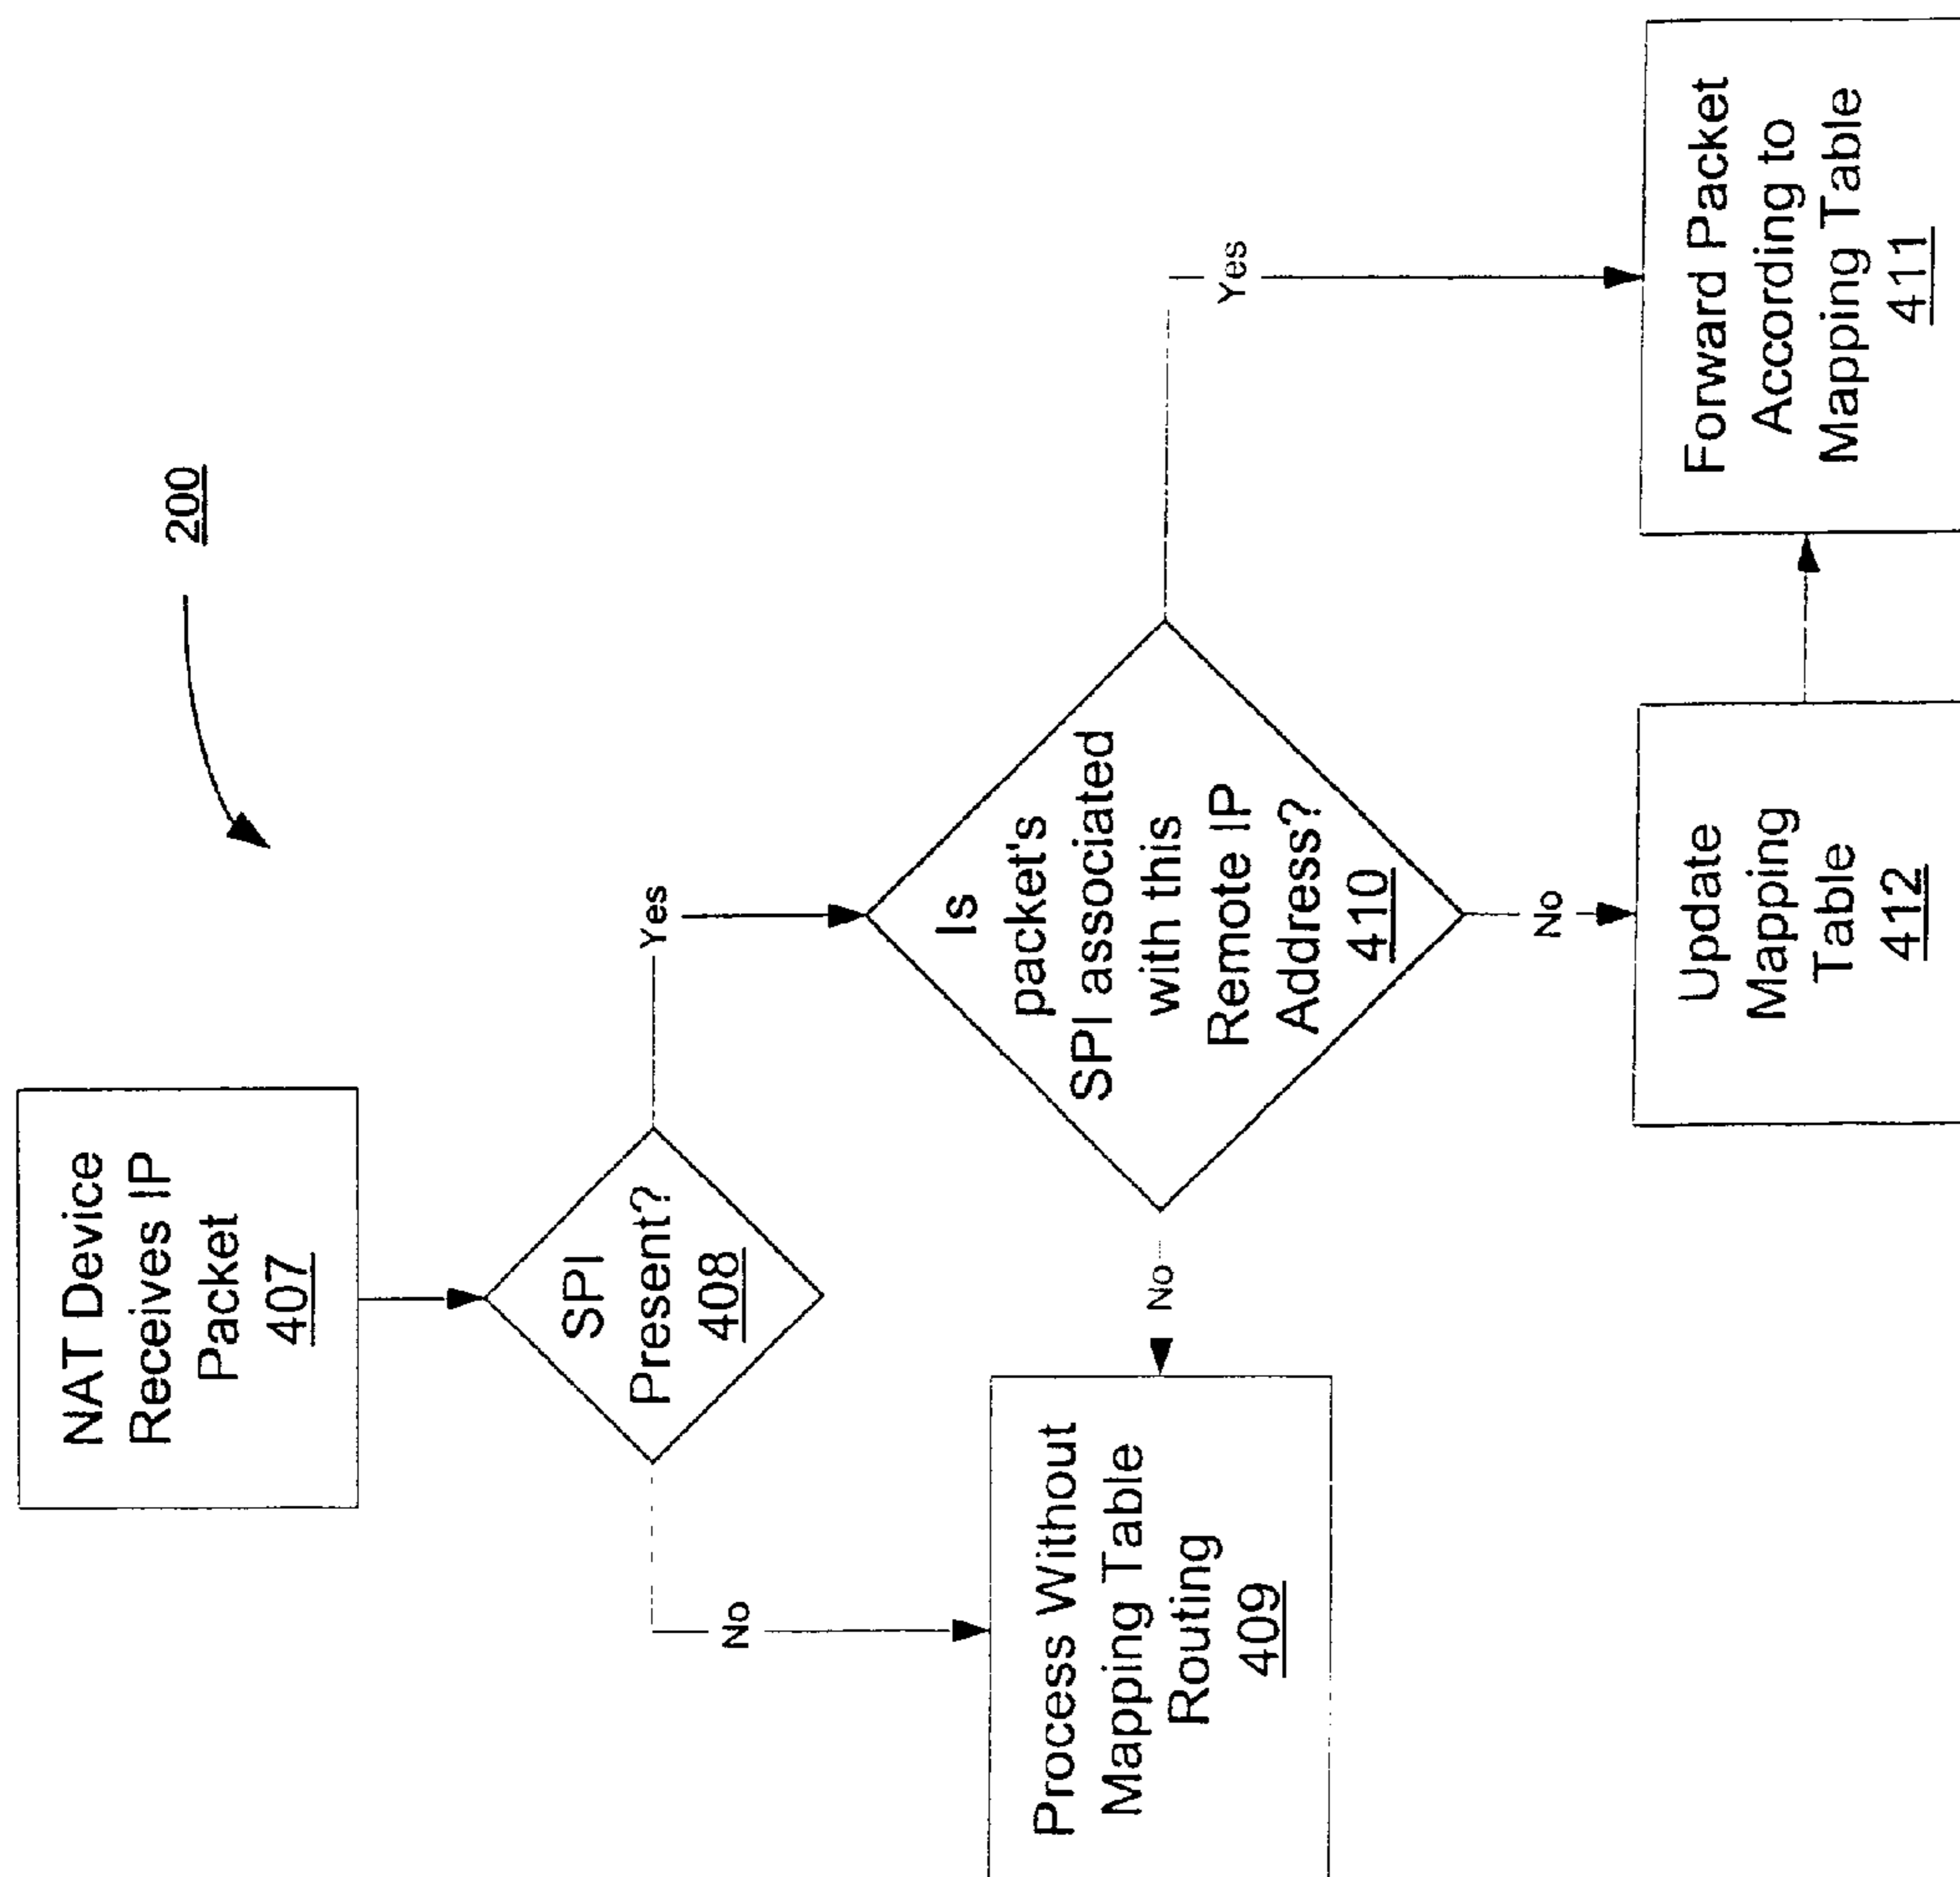 200
NAT Device
Receives IP
Packet
407
SPI
Present?
408
No
Yes
Process Without
Mapping Table
Routing
409
Is
packet's
SPI associated
with this
Remote IP
Address?
410
No
No
Yes
Update
Mapping
Table
412
Forward Packet
According to
Mapping Table
411